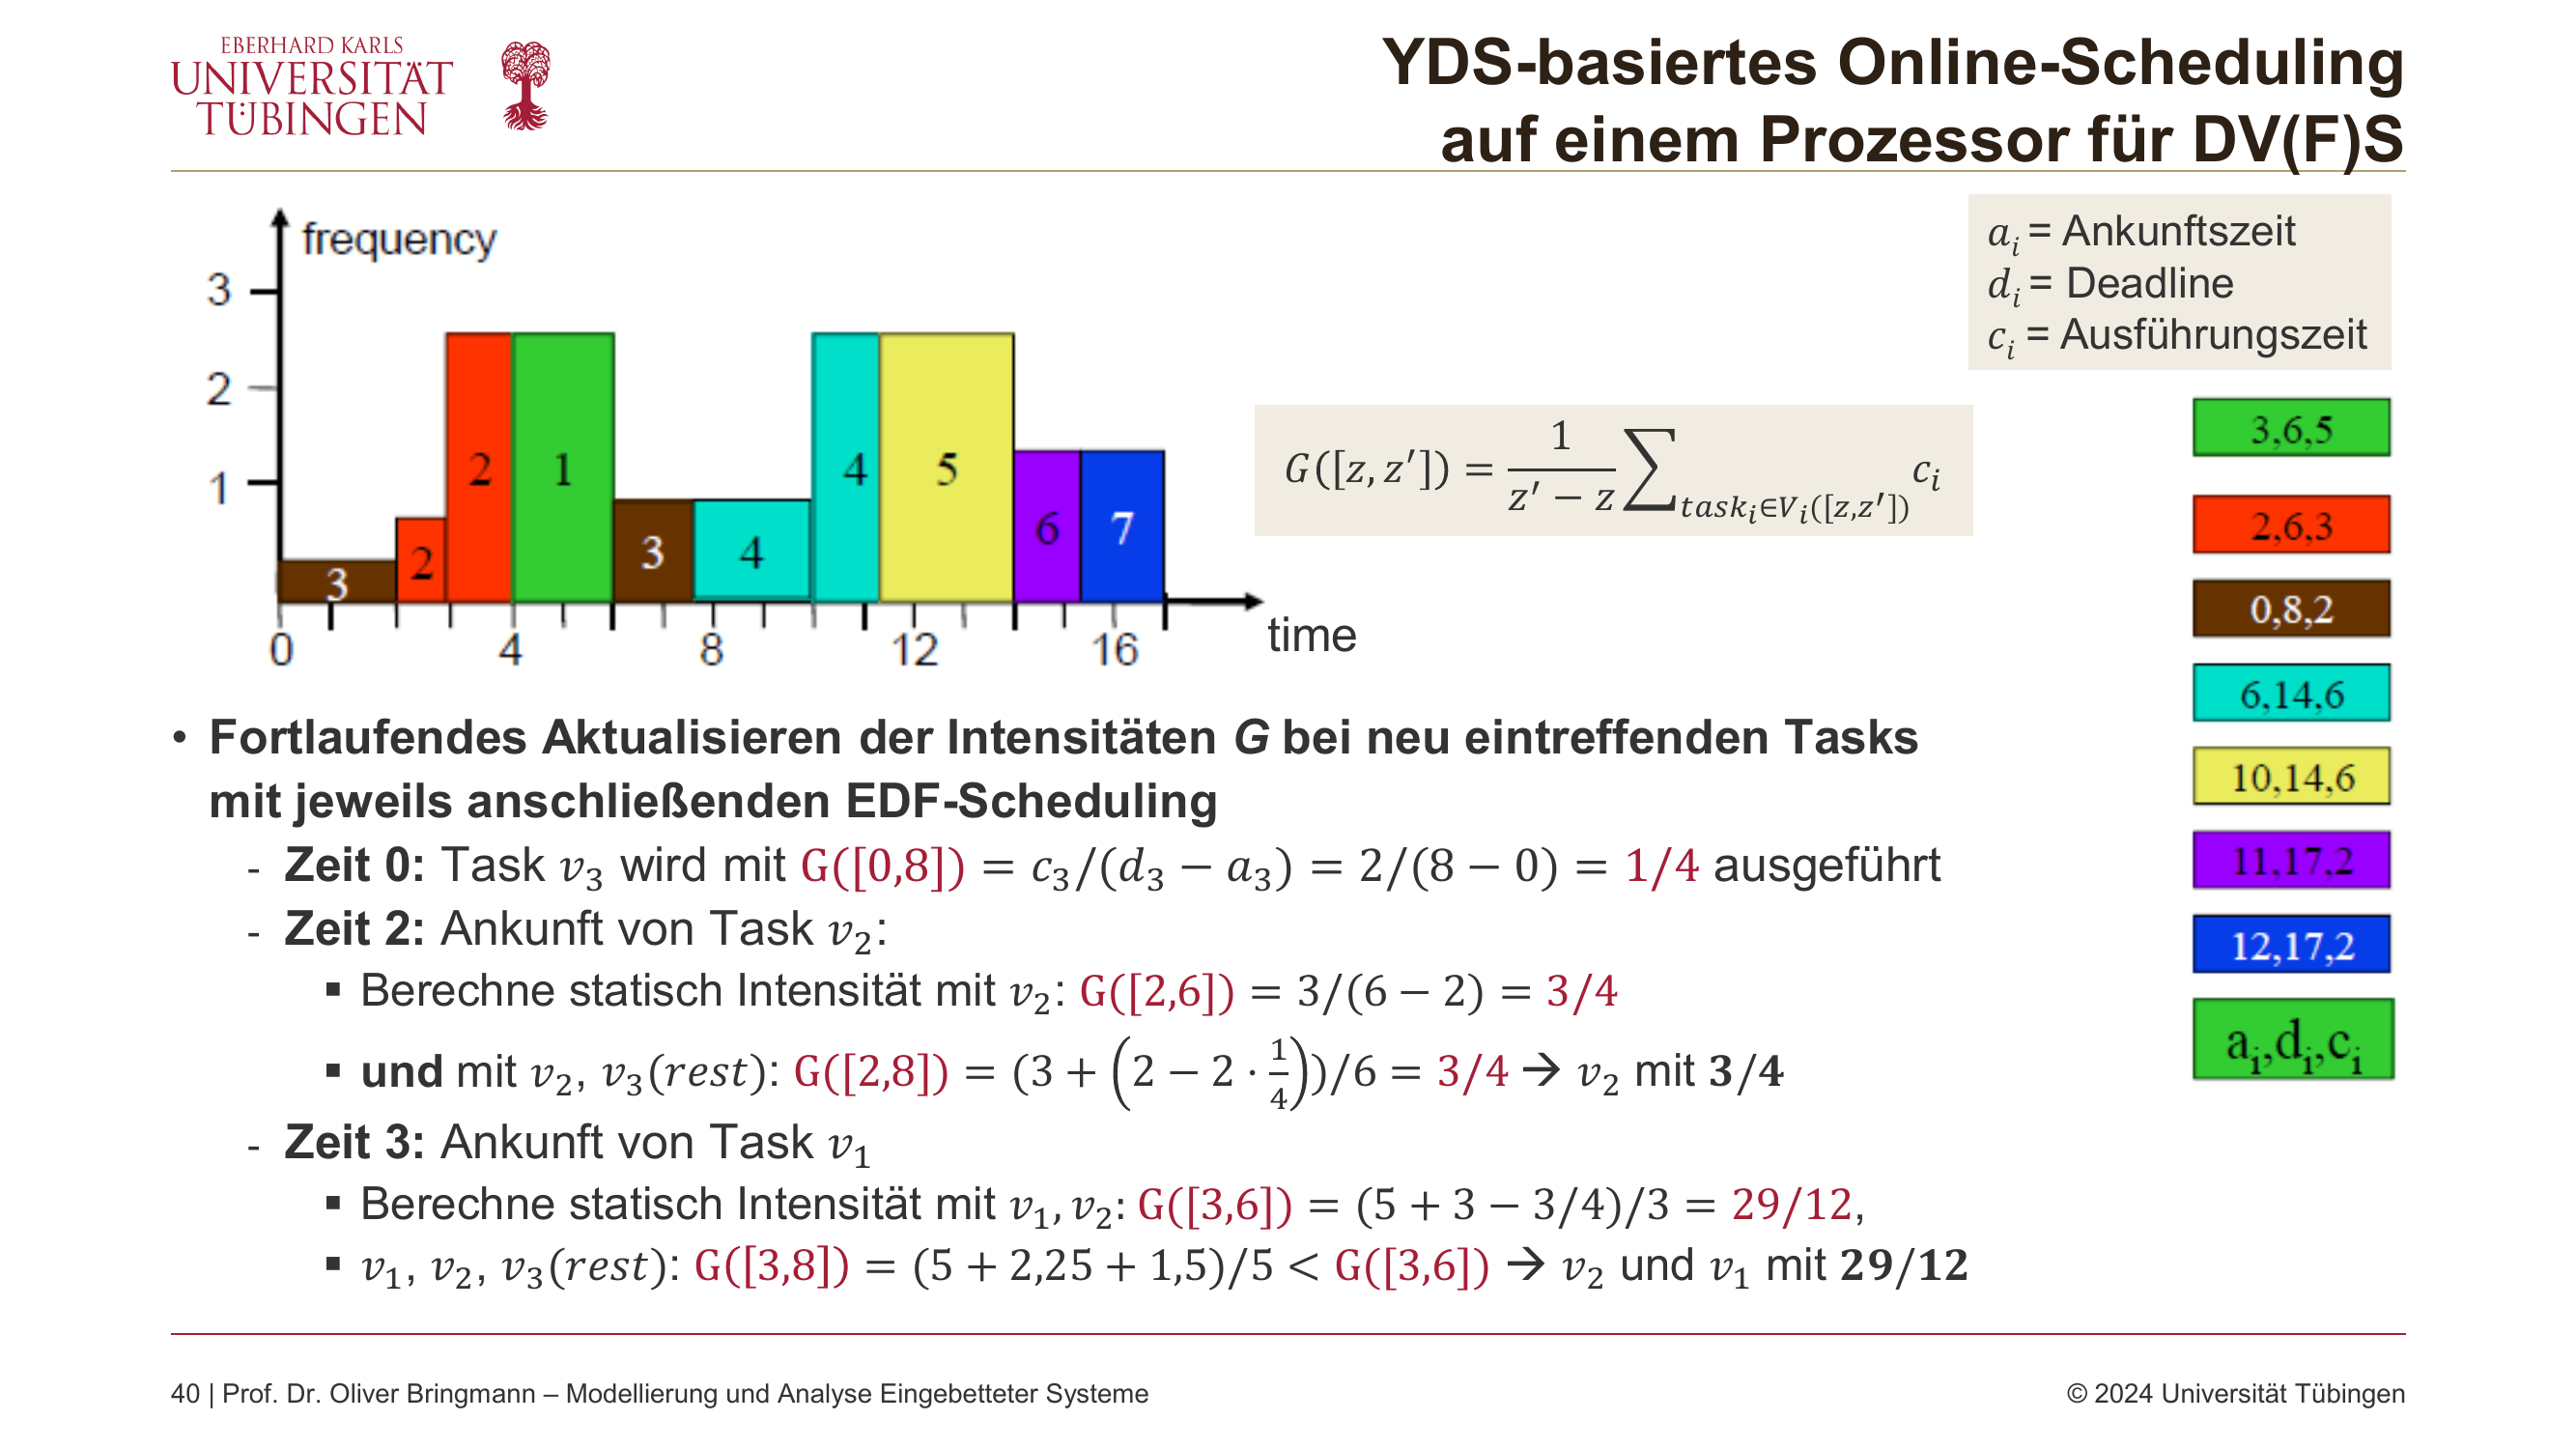 EBERHARD KARLS
UNIVERSITÄT
TÜBINGEN
YDS-basiertes Online-Scheduling
auf einem Prozessor für DV(F)S
frequency
3
2
1
3
2
2
1
3
4
4
5
6
7
0
4
8
12
16
time
G([z, z′]) = 1/(z′ − z) ∑_{task_i∈V_i([z,z′])} c_i
a_i = Ankunftszeit
d_i = Deadline
c_i = Ausführungszeit
3,6,5
2,6,3
0,8,2
6,14,6
10,14,6
11,17,2
12,17,2
a_i,d_i,c_i
• Fortlaufendes Aktualisieren der Intensitäten G bei neu eintreffenden Tasks
mit jeweils anschließenden EDF-Scheduling
- Zeit 0: Task v_3 wird mit G([0,8]) = c_3/(d_3 − a_3) = 2/(8 − 0) = 1/4 ausgeführt
- Zeit 2: Ankunft von Task v_2:
▪ Berechne statisch Intensität mit v_2: G([2,6]) = 3/(6 − 2) = 3/4
▪ und mit v_2, v_3(rest): G([2,8]) = (3 + (2 − 2 · 1/4))/6 = 3/4 → v_2 mit 3/4
- Zeit 3: Ankunft von Task v_1
▪ Berechne statisch Intensität mit v_1, v_2: G([3,6]) = (5 + 3 − 3/4)/3 = 29/12,
▪ v_1, v_2, v_3(rest): G([3,8]) = (5 + 2,25 + 1,5)/5 < G([3,6]) → v_2 und v_1 mit 29/12
40 | Prof. Dr. Oliver Bringmann – Modellierung und Analyse Eingebetteter Systeme
© 2024 Universität Tübingen